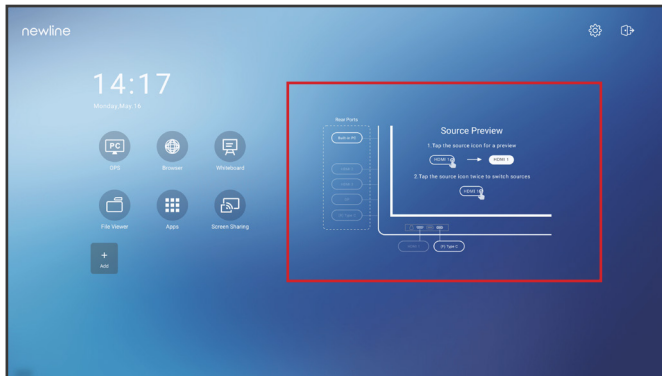 newline
14:17
Monday,May 16
PC
OPS
Browser
Whiteboard
File Viewer
Apps
Screen Sharing
+
Add
Rear Ports
Built-in PC
HDMI 2
Source Preview
1.Tap the source icon for a preview
HDMI 1
HDMI 1
2.Tap the source icon twice to switch sources
HDMI 1
(F) Type C